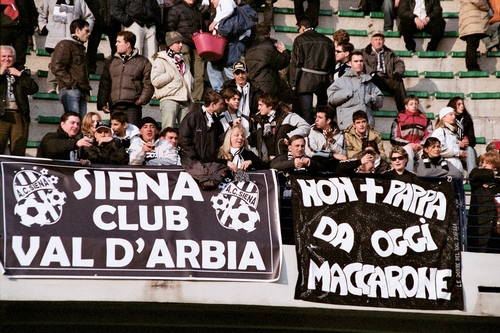 A.C. SIENA
SIENA
CLUB
VAL D'ARBIA
A.C. SIENA
NON + PAPPA
DA OGGI
MACCARONE